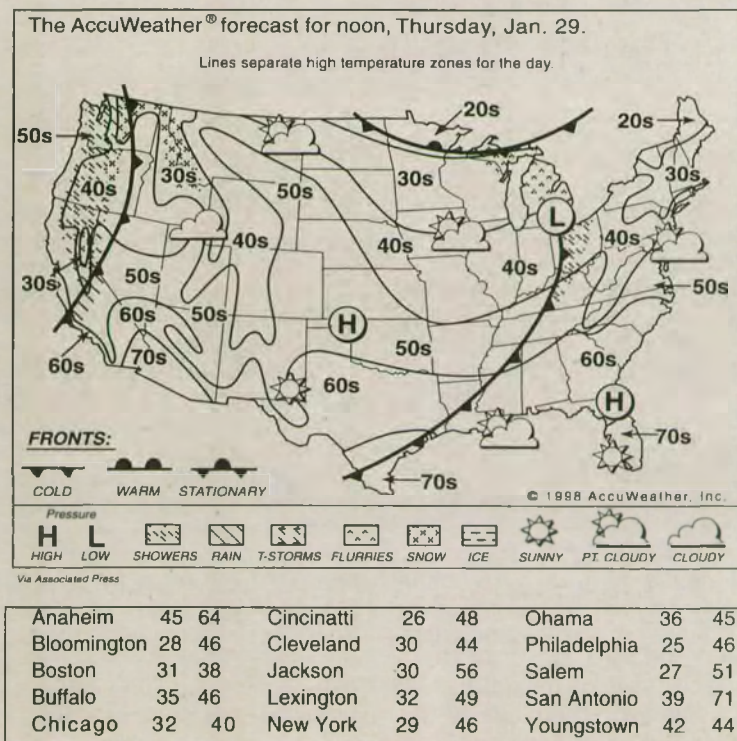 The AccuWeather® forecast for noon, Thursday, Jan. 29.
Lines separate high temperature zones for the day.
20s
20s
50s
30s
30s
30s
40s
50s
L
40s
40s
40s
40s
30s
50s
50s
50s
60s
H
50s
60s
70s
60s
60s
H
70s
70s
FRONTS:
COLD WARM STATIONARY
© 1998 AccuWeather, Inc.
Pressure
H L
HIGH LOW SHOWERS RAIN T-STORMS FLURRIES SNOW ICE SUNNY PT. CLOUDY CLOUDY
Via Associated Press
Anaheim 45 64 Cincinatti 26 48 Ohama 36 45
Bloomington 28 46 Cleveland 30 44 Philadelphia 25 46
Boston 31 38 Jackson 30 56 Salem 27 51
Buffalo 35 46 Lexington 32 49 San Antonio 39 71
Chicago 32 40 New York 29 46 Youngstown 42 44